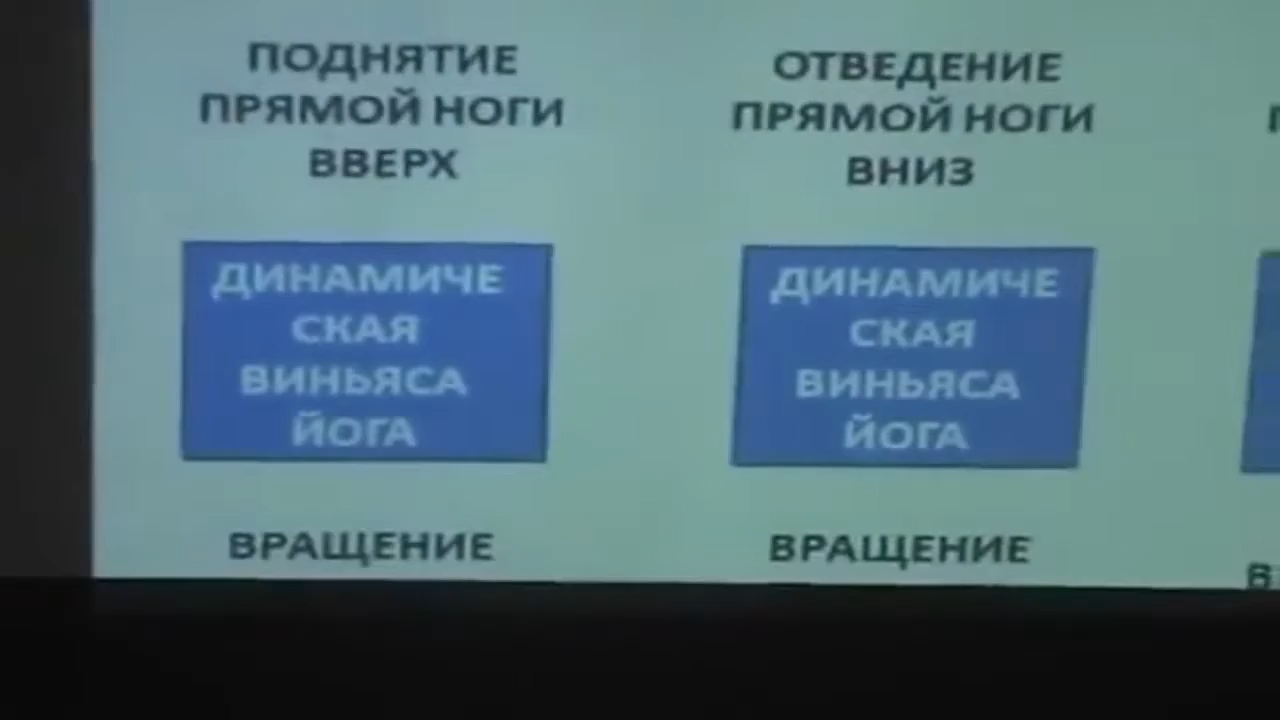 ПОДНЯТИЕ
ПРЯМОЙ НОГИ
ВВЕРХ
ДИНАМИЧЕ
СКАЯ
ВИНЬЯСА
ЙОГА
ВРАЩЕНИЕ
ОТВЕДЕНИЕ
ПРЯМОЙ НОГИ
ВНИЗ
ДИНАМИЧЕ
СКАЯ
ВИНЬЯСА
ЙОГА
ВРАЩЕНИЕ